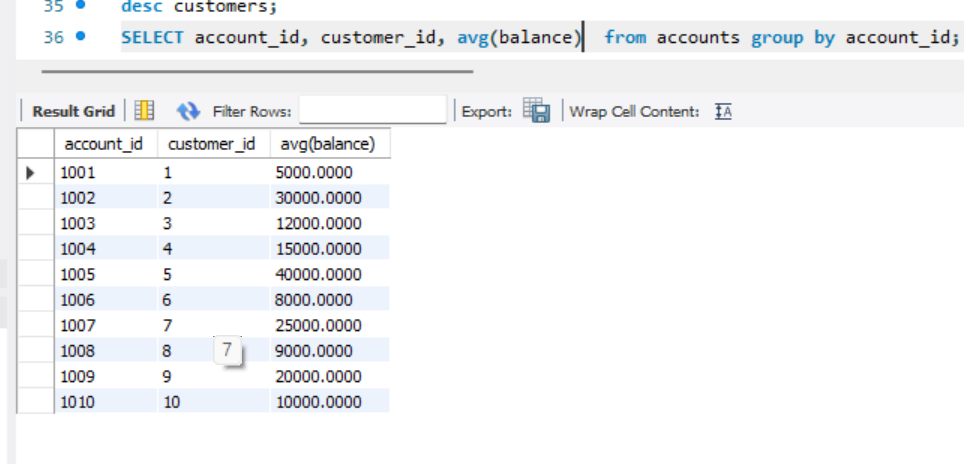 35 desc customers;
36 SELECT account_id, customer_id, avg(balance) from accounts group by account_id;
Result Grid Filter Rows: Export: Wrap Cell Content: IA
account_id customer_id avg(balance)
1001 1 5000.0000
1002 2 30000.0000
1003 3 12000.0000
1004 4 15000.0000
1005 5 40000.0000
1006 6 8000.0000
1007 7 25000.0000
1008 8 7 9000.0000
1009 9 20000.0000
1010 10 10000.0000